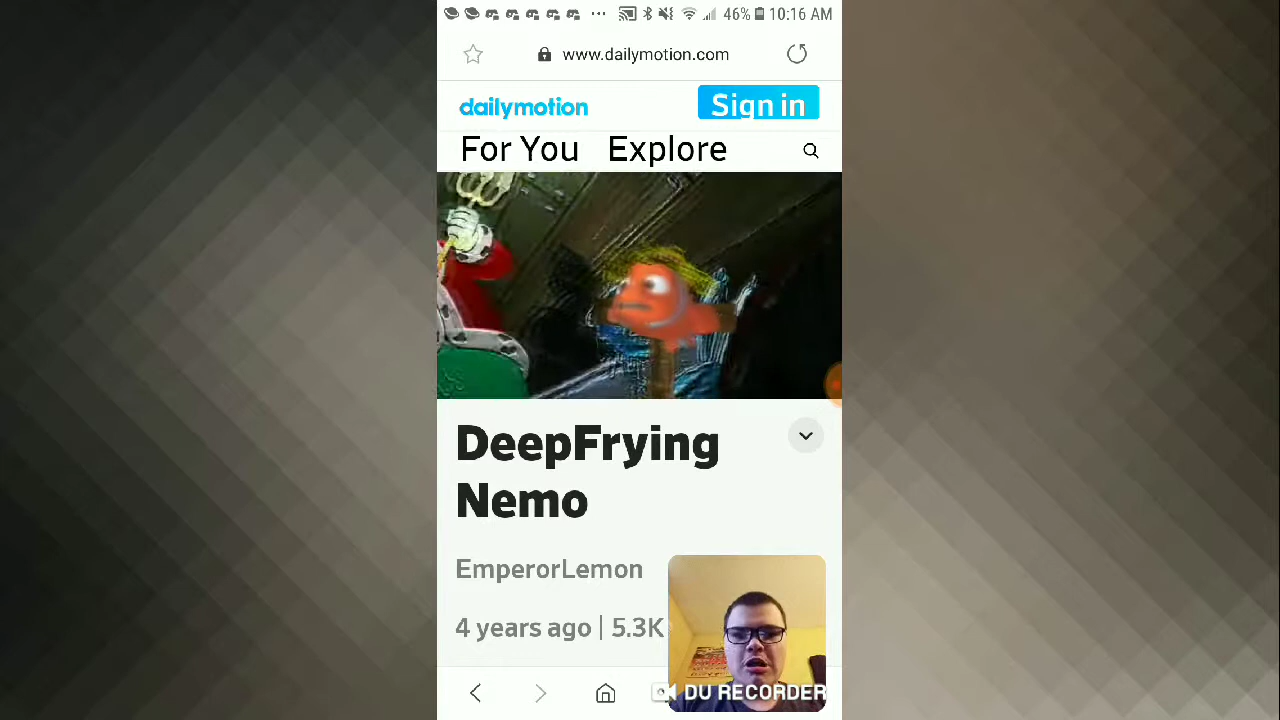 46% 10:16 AM
www.dailymotion.com
dailymotion
Sign in
For You Explore
DeepFrying
Nemo
EmperorLemon
4 years ago | 5.3K
DU RECORDER